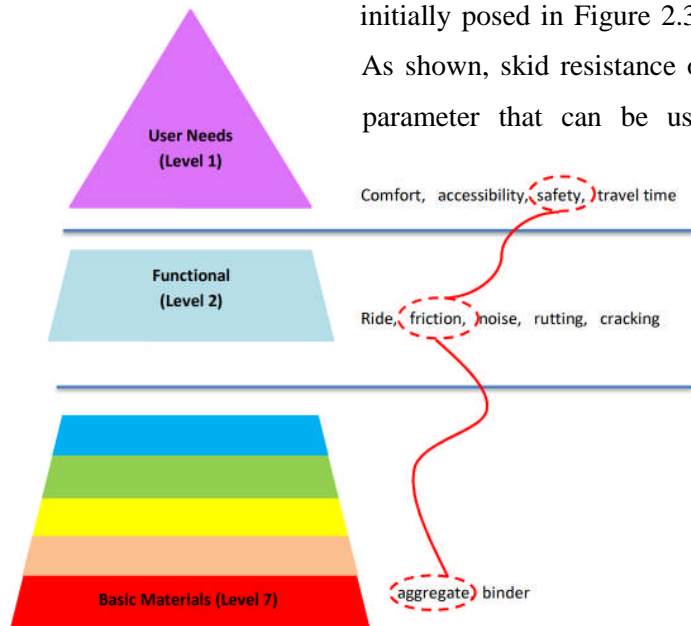 initially posed in Figure 2.3
As shown, skid resistance
parameter that can be
User Needs
(Level 1)
Comfort, accessibility, safety, travel time
Functional
(Level 2)
Ride, friction, noise, rutting, cracking
aggregate, binder
Basic Materials (Level 7)